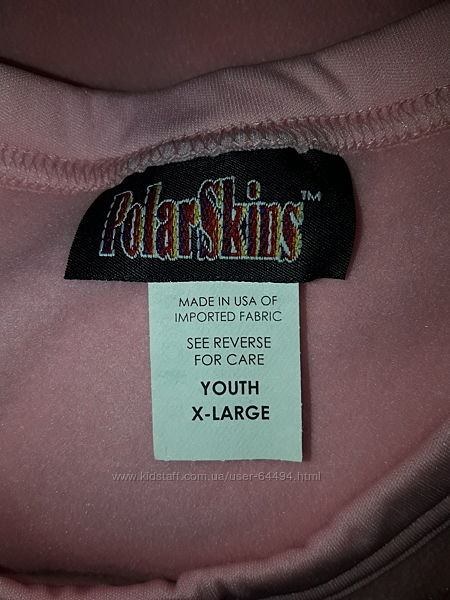 PolarSkins™
MADE IN USA OF
IMPORTED FABRIC
SEE REVERSE
FOR CARE
YOUTH
X-LARGE
www.kidstaff.com.ua/user-64494.html